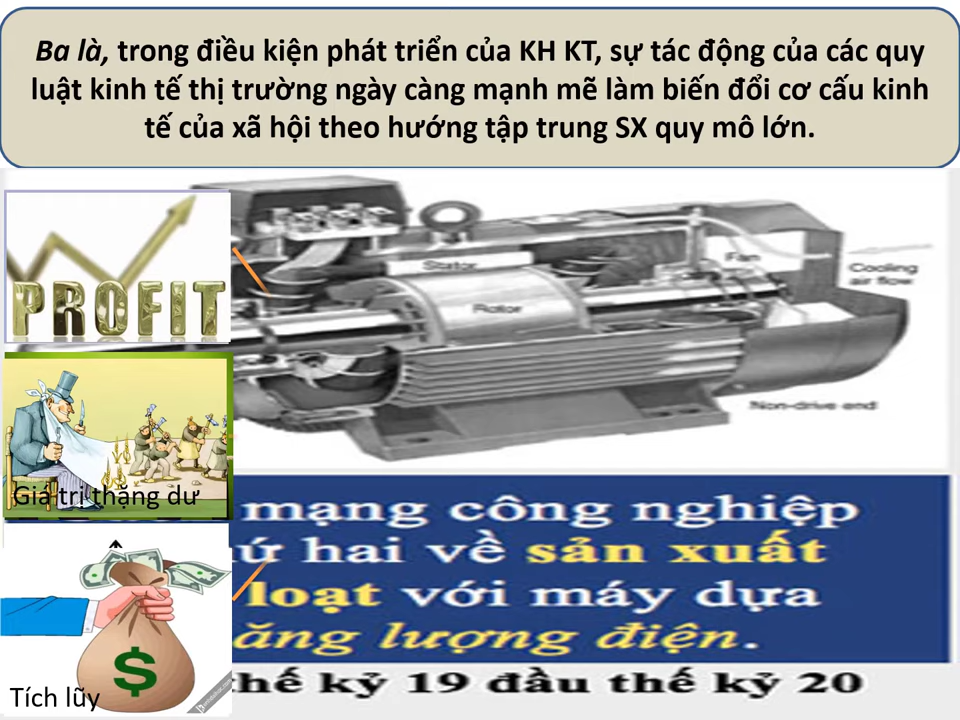 Ba là, trong điều kiện phát triển của KH KT, sự tác động của các quy
luật kinh tế thị trường ngày càng mạnh mẽ làm biến đổi cơ cấu kinh
tế của xã hội theo hướng tập trung SX quy mô lớn.
PROFIT
Stator
Rotor
Fan
Cooling
air flow
Non-drive end
Giá trị thặng dư
mạng công nghiệp
hai về sản xuất
loạt với máy dựa
lượng điện.
$
Tích lũy
kỷ 19 đầu thế kỷ 20